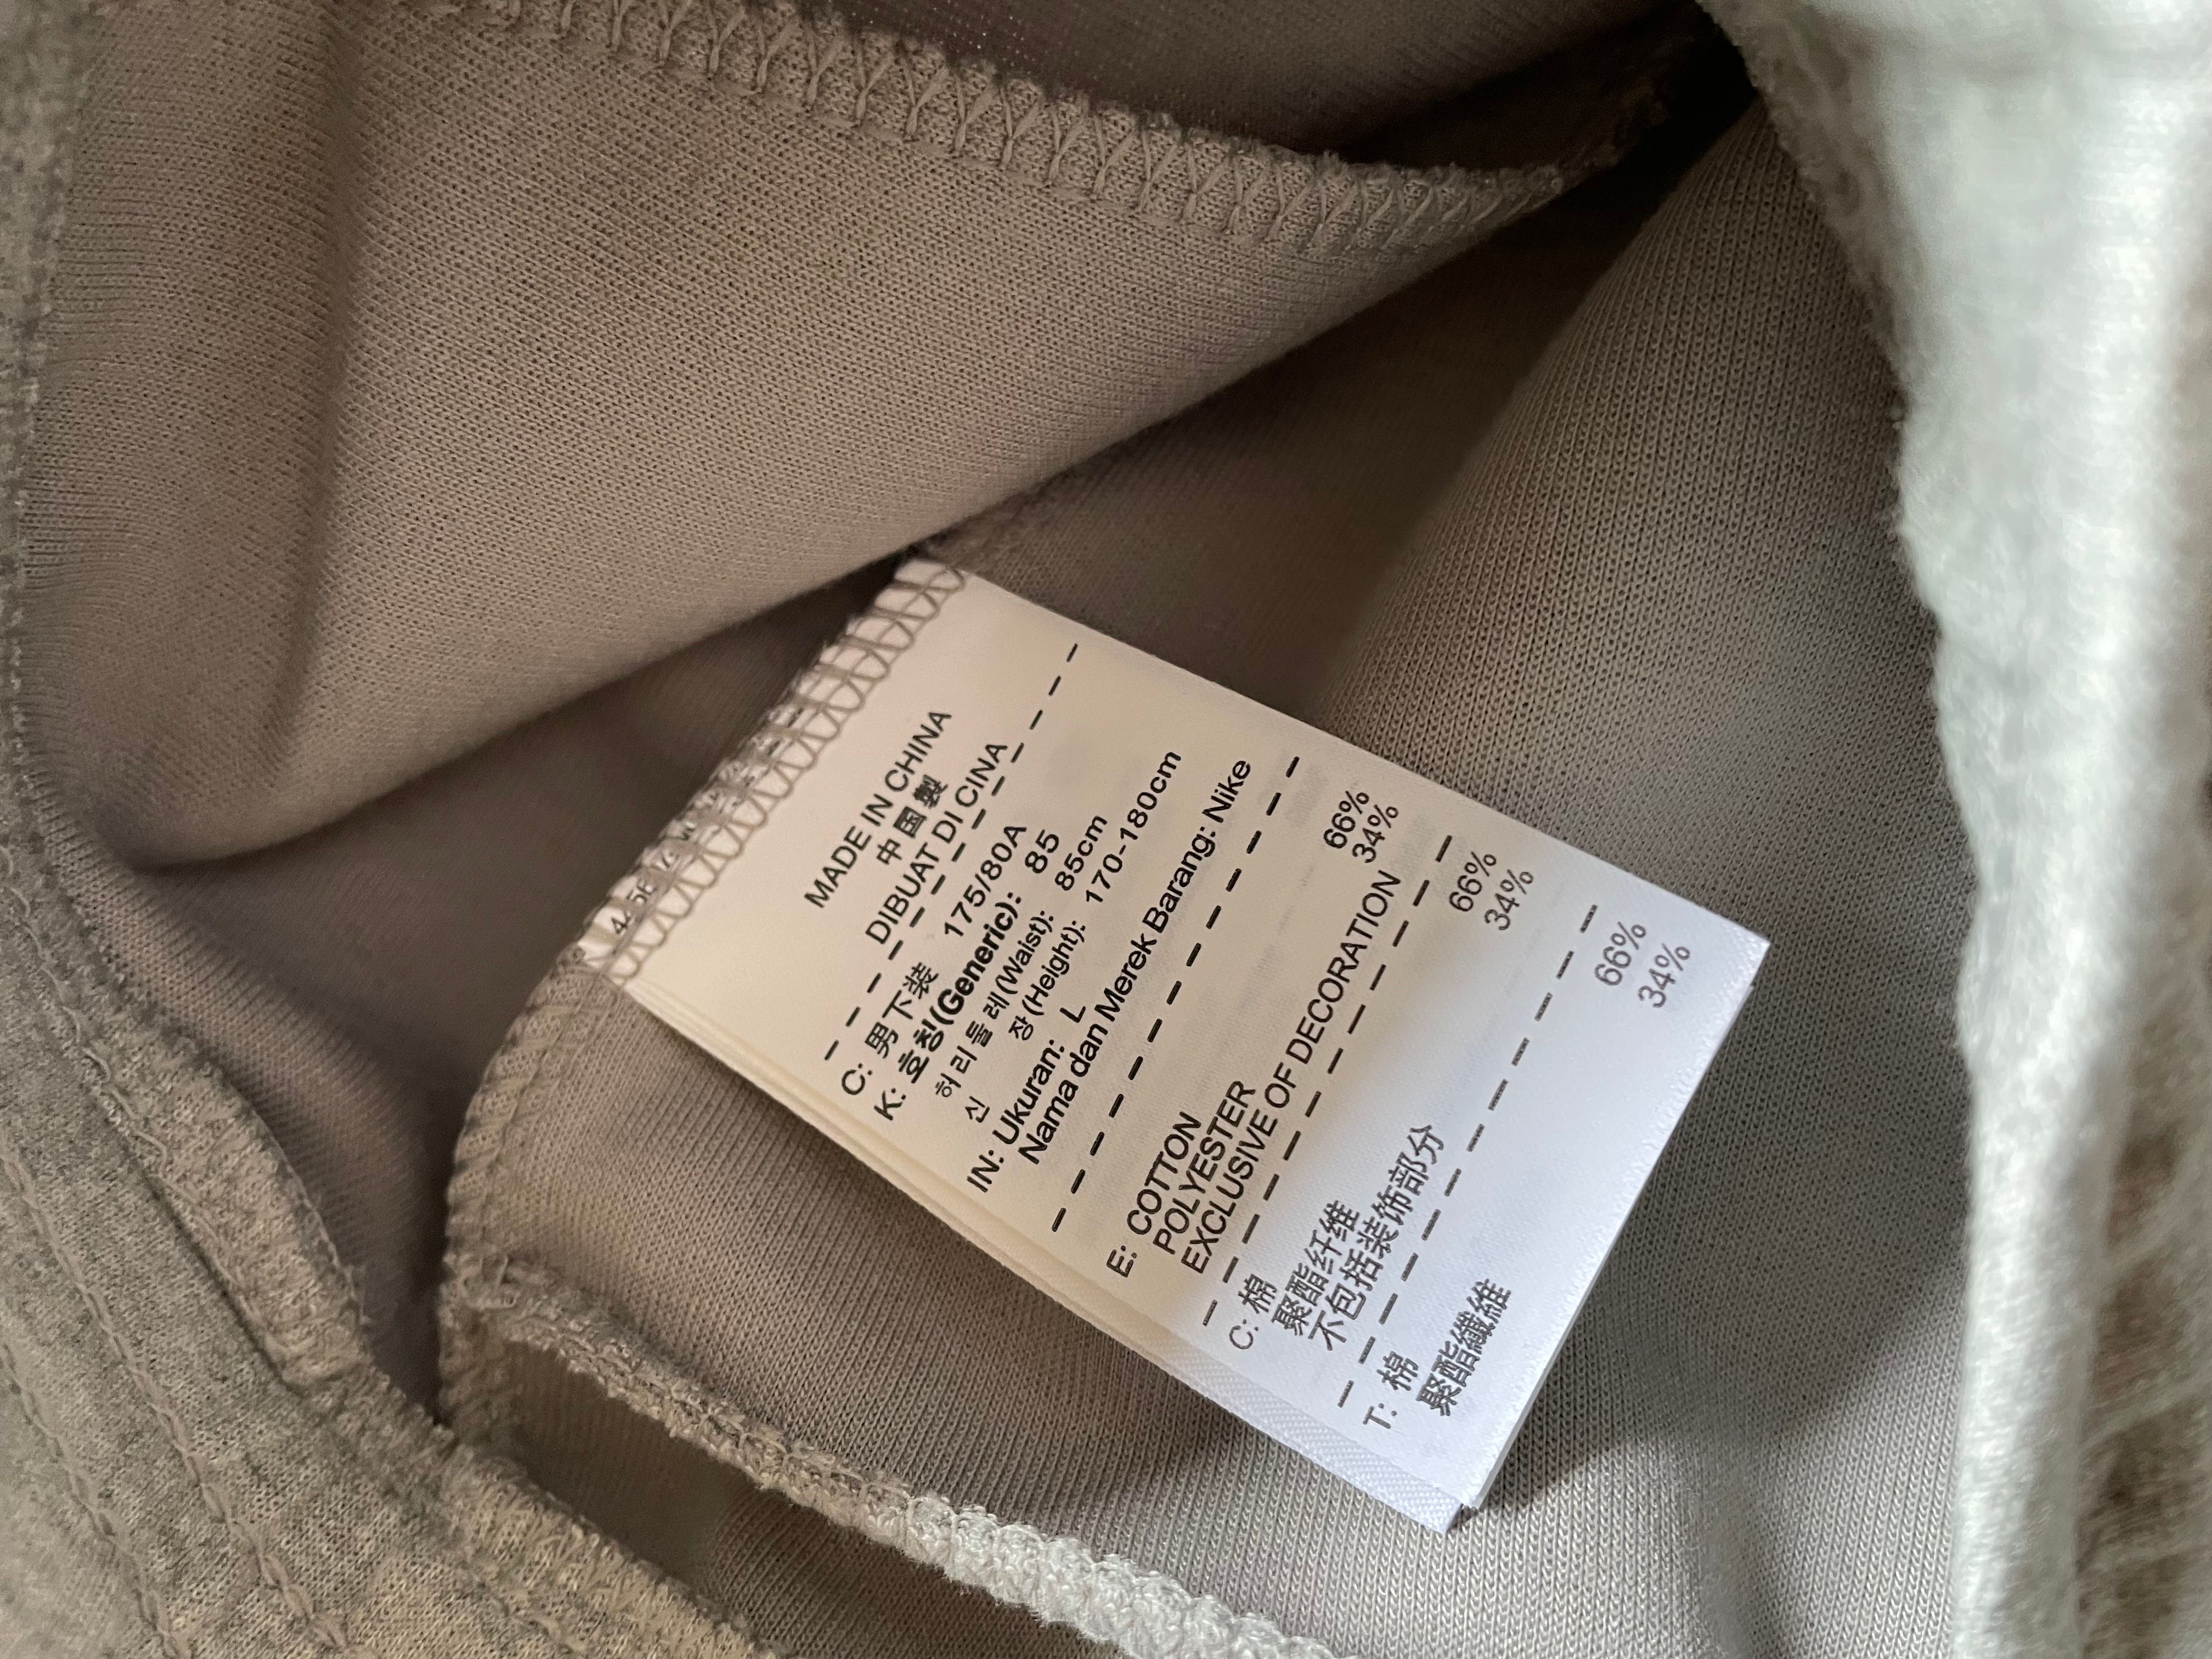 MADE IN CHINA
中国製
DIBUAT DI CINA
C: 男下装 175/80A
K: 호칭(Generic): 85
허리둘레(Waist): 85cm
신 장(Height): 170-180cm
IN: Ukuran: L
Nama dan Merek Barang: Nike
E: COTTON 66%
POLYESTER 34%
EXCLUSIVE OF DECORATION
C: 棉 66%
聚酯纤维 34%
不包括装饰部分
T: 棉 66%
聚酯纖維 34%